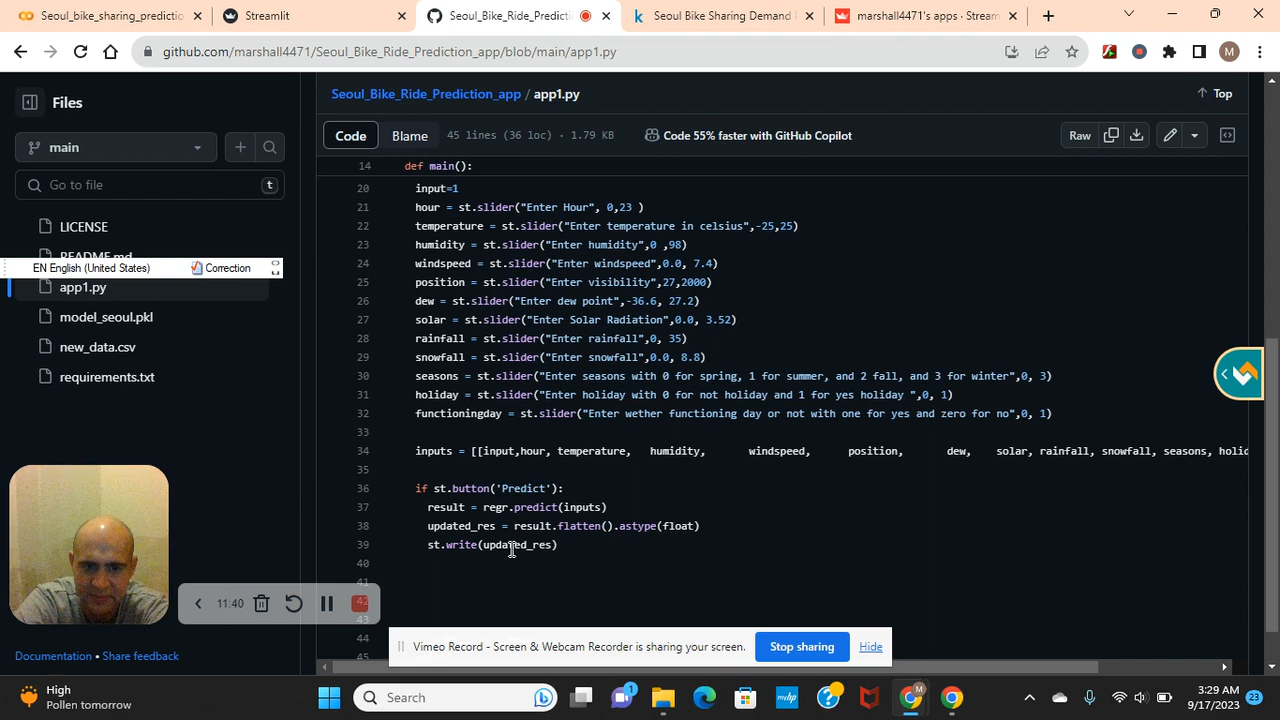 Seoul_bike_sharing_predictio
Streamlit
Seoul_Bike_Ride_Predicti
Seoul Bike Sharing Demand
marshall4471's apps · Stream
github.com/marshall4471/Seoul_Bike_Ride_Prediction_app/blob/main/app1.py
M
Files
main
Go to file
t
LICENSE
README.md
EN English (United States)
Correction
app1.py
model_seoul.pkl
new_data.csv
requirements.txt
Documentation • Share feedback
Seoul_Bike_Ride_Prediction_app / app1.py
Top
Code
Blame
45 lines (36 loc) · 1.79 KB
Code 55% faster with GitHub Copilot
Raw
14 def main():
20 input=1
21 hour = st.slider("Enter Hour", 0,23 )
22 temperature = st.slider("Enter temperature in celsius",-25,25)
23 humidity = st.slider("Enter humidity",0 ,98)
24 windspeed = st.slider("Enter windspeed",0.0, 7.4)
25 position = st.slider("Enter visibility",27,2000)
26 dew = st.slider("Enter dew point",-36.6, 27.2)
27 solar = st.slider("Enter Solar Radiation",0.0, 3.52)
28 rainfall = st.slider("Enter rainfall", 0, 35)
29 snowfall = st.slider("Enter snowfall",0.0, 8.8)
30 seasons = st.slider("Enter seasons with 0 for spring, 1 for summer, and 2 fall, and 3 for winter",0, 3)
31 holiday = st.slider("Enter holiday with 0 for not holiday and 1 for yes holiday ",0, 1)
32 functioningday = st.slider("Enter wether functioning day or not with one for yes and zero for no",0, 1)
33
34 inputs = [[input,hour, temperature, humidity, windspeed, position, dew, solar, rainfall, snowfall, seasons, holid
35
36 if st.button('Predict'):
37 result = regr.predict(inputs)
38 updated_res = result.flatten().astype(float)
39 st.write(updated_res)
40
41
42
43
44
45
11:40
Vimeo Record - Screen & Webcam Recorder is sharing your screen.
Stop sharing
Hide
High
Pollen tomorrow
Search
1
3:29 AM
9/17/2023
23